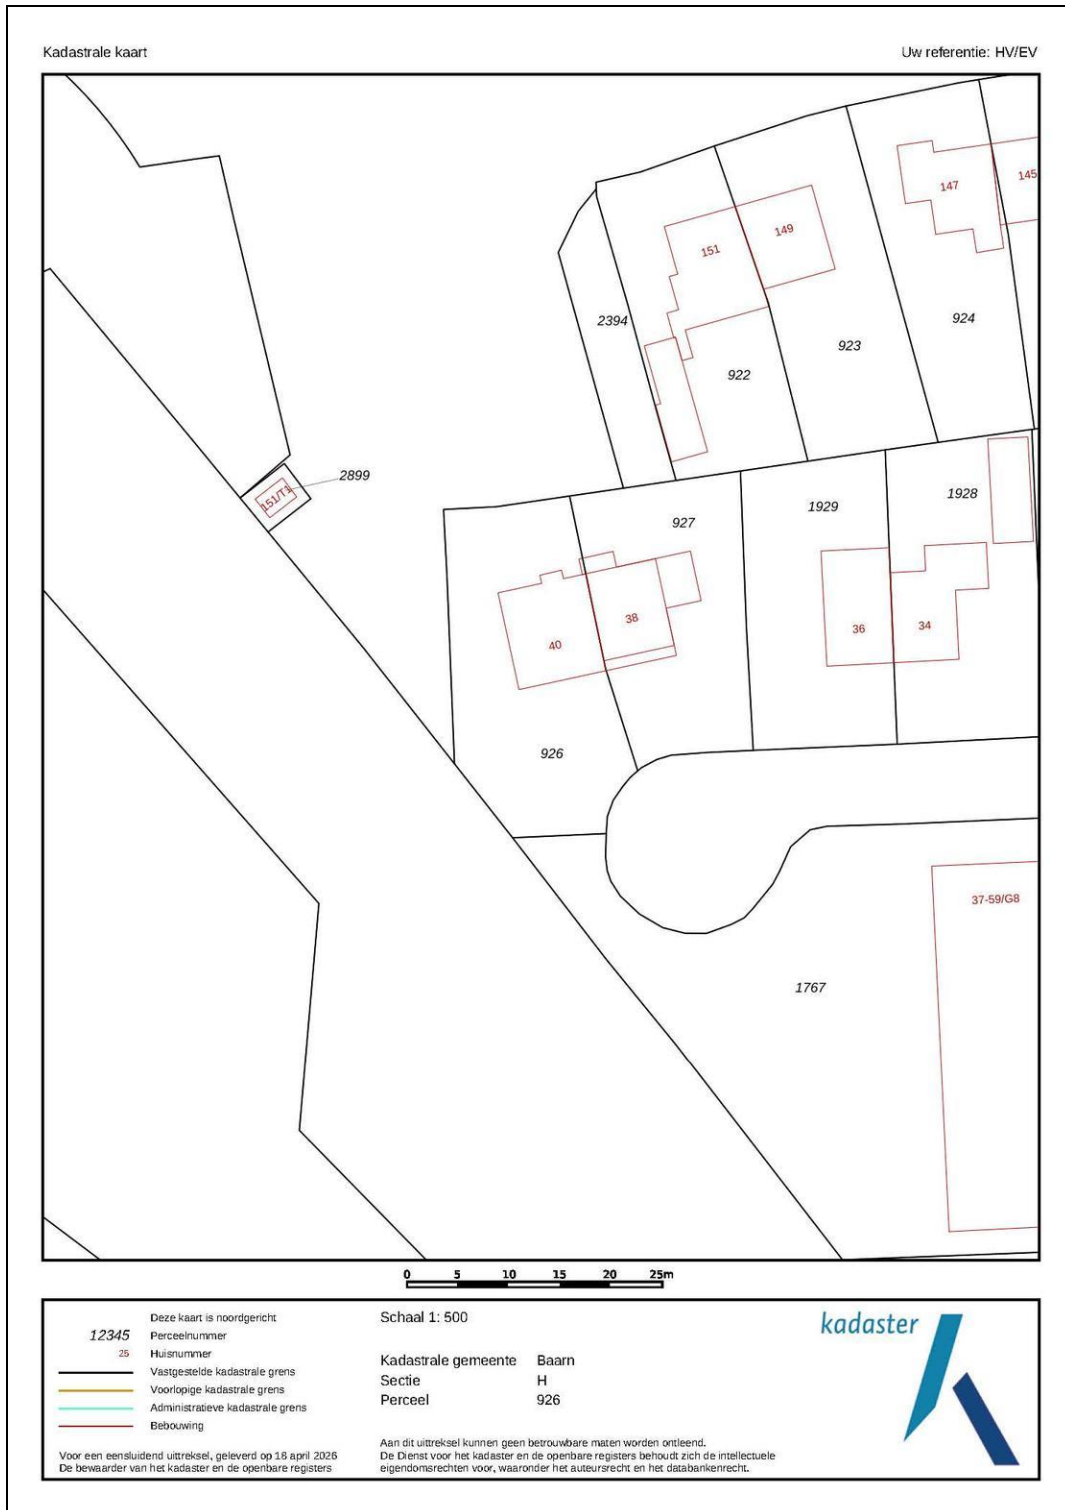 Kadastrale kaart
Uw referentie: HV/EV
147
145
149
151
2394
924
923
922
2899
151/T1
1928
1929
927
38
40
36
34
926
37-59/G8
1767
0 5 10 15 20 25m
Deze kaart is noordgericht
12345 Perceelnummer
25 Huisnummer
Vastgestelde kadastrale grens
Voorlopige kadastrale grens
Administratieve kadastrale grens
Bebouwing
Voor een eensluidend uittreksel, geleverd op 18 april 2026
De bewaarder van het kadaster en de openbare registers
Schaal 1: 500
Kadastrale gemeente Baarn
Sectie H
Perceel 926
Aan dit uittreksel kunnen geen betrouwbare maten worden ontleend.
De Dienst voor het kadaster en de openbare registers behoudt zich de intellectuele
eigendomsrechten voor, waaronder het auteursrecht en het databankenrecht.
kadaster